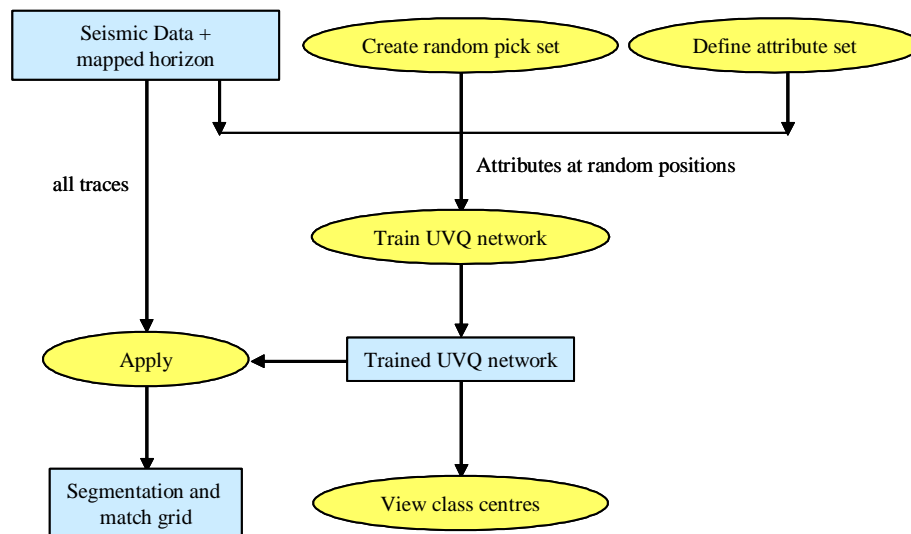 Seismic Data +
mapped horizon
Create random pick set
Define attribute set
all traces
Attributes at random positions
Train UVQ network
Apply
Trained UVQ network
Segmentation and
match grid
View class centres